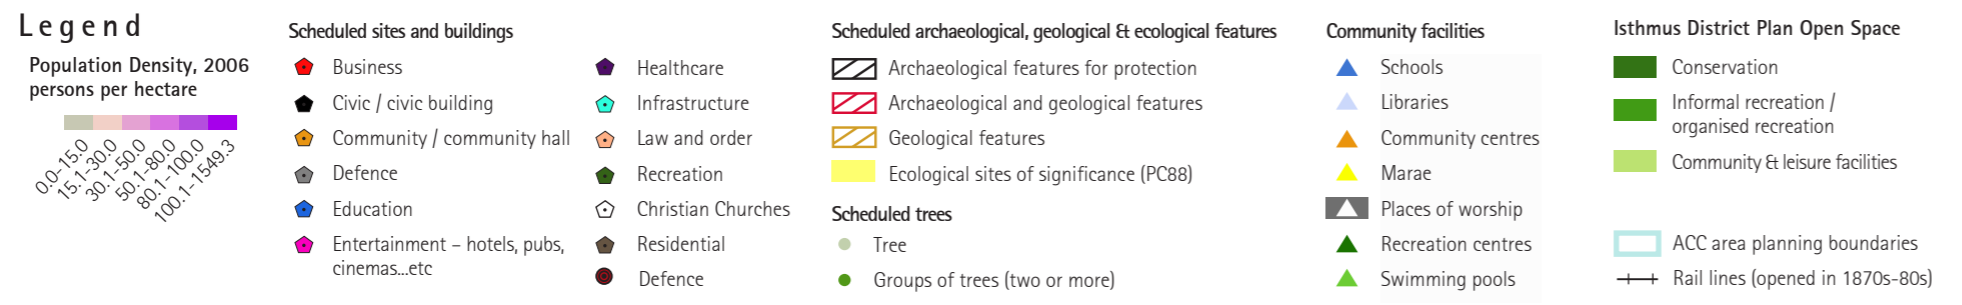 Legend
Population Density, 2006
persons per hectare
0.0-15.0
15.1-30.0
30.1-50.0
50.1-80.0
80.1-100.0
100.1-1549.3
Scheduled sites and buildings
Business
Civic / civic building
Community / community hall
Defence
Education
Entertainment – hotels, pubs,
cinemas...etc
Healthcare
Infrastructure
Law and order
Recreation
Christian Churches
Residential
Defence
Scheduled archaeological, geological & ecological features
Archaeological features for protection
Archaeological and geological features
Geological features
Ecological sites of significance (PC88)
Scheduled trees
Tree
Groups of trees (two or more)
Community facilities
Schools
Libraries
Community centres
Marae
Places of worship
Recreation centres
Swimming pools
Isthmus District Plan Open Space
Conservation
Informal recreation /
organised recreation
Community & leisure facilities
ACC area planning boundaries
Rail lines (opened in 1870s-80s)